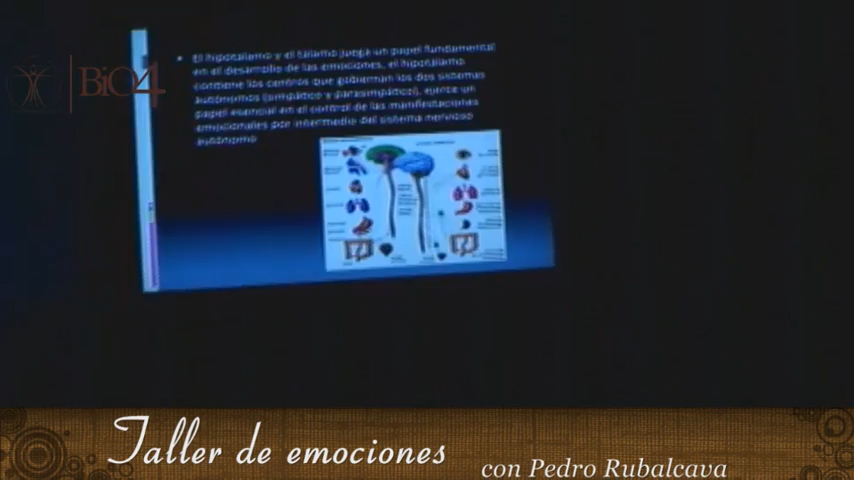 BiO4
• El hipotálamo y el tálamo juega un papel fundamental
en el desarrollo de las emociones, el hipotálamo
contiene los centros que gobiernan los dos sistemas
autónomos (simpático y parasimpático), ejerce un
papel esencial en el control de las manifestaciones
emocionales por intermedio del sistema nervioso
autónomo
Taller de emociones
con Pedro Rubalcava